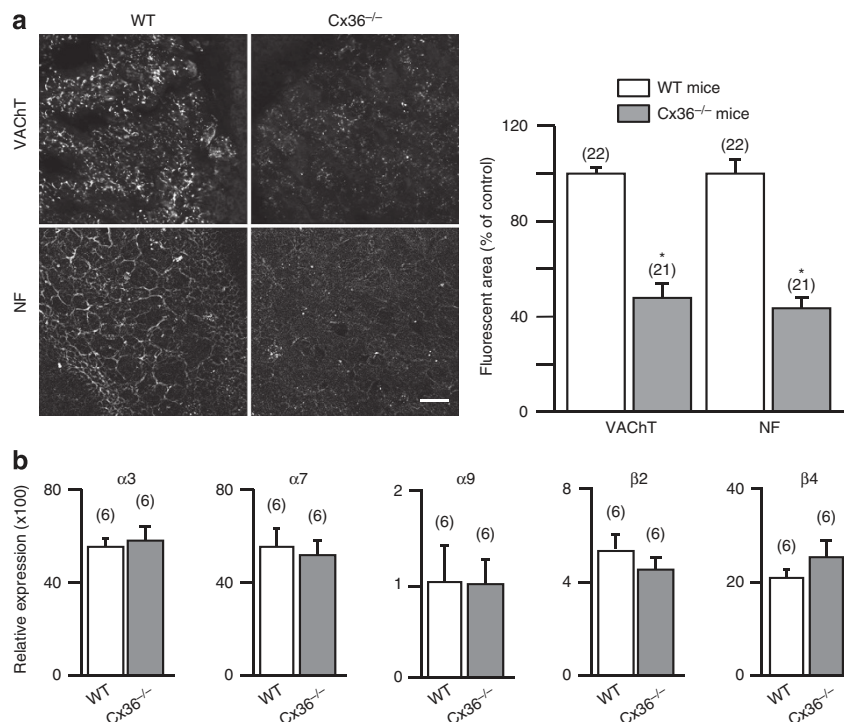 a
WT
Cx36–/–
VAChT
NF
WT mice
Cx36–/– mice
Fluorescent area (% of control)
120
80
40
0
(22)
*
(21)
(22)
*
(21)
VAChT
NF
b
Relative expression (x100)
α3
80
40
0
(6)
(6)
WT
Cx36–/–
α7
80
40
0
(6)
(6)
WT
Cx36–/–
α9
2
1
0
(6)
(6)
WT
Cx36–/–
β2
8
4
0
(6)
(6)
WT
Cx36–/–
β4
40
20
0
(6)
(6)
WT
Cx36–/–